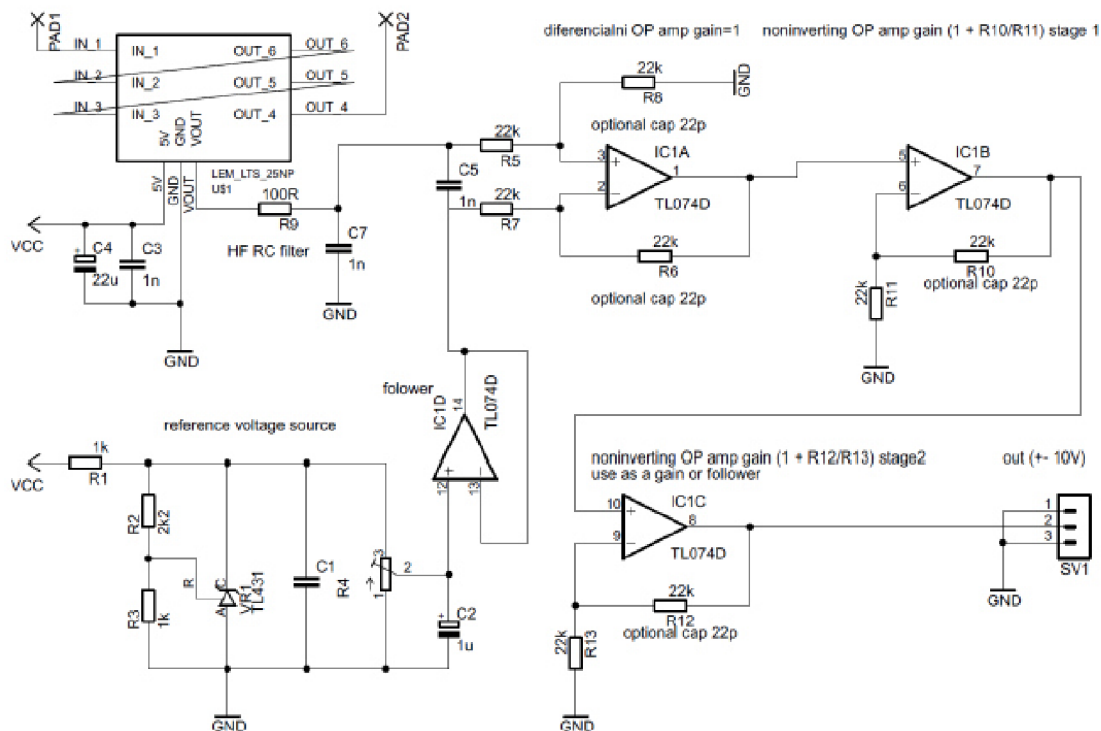 PAD1
PAD2
IN_1
IN_1
OUT_6
OUT_6
IN_2
IN_2
OUT_5
OUT_5
IN_3
IN_3
OUT_4
OUT_4
5V
GND
VOUT
5V
GND
VOUT
LEM_LTS_25NP
U$1
VCC
C4
22u
C3
1n
GND
100R
R9
HF RC filter
C7
1n
GND
diferencialni OP amp gain=1
noninverting OP amp gain (1 + R10/R11) stage 1
22k
R8
GND
optional cap 22p
22k
R5
C5
1n
22k
R7
3
2
1
IC1A
TL074D
22k
R6
optional cap 22p
5
6
7
IC1B
TL074D
22k
R10
optional cap 22p
22k
R11
GND
folower
IC1D
14
TL074D
12
13
reference voltage source
1k
R1
VCC
R2
2k2
R3
1k
R
C
A
VR1
TL431
C1
R4
3
1
2
C2
1u
GND
noninverting OP amp gain (1 + R12/R13) stage2
use as a gain or follower
out (+- 10V)
10
9
8
IC1C
TL074D
22k
R12
optional cap 22p
22k
R13
GND
1
2
3
SV1
GND